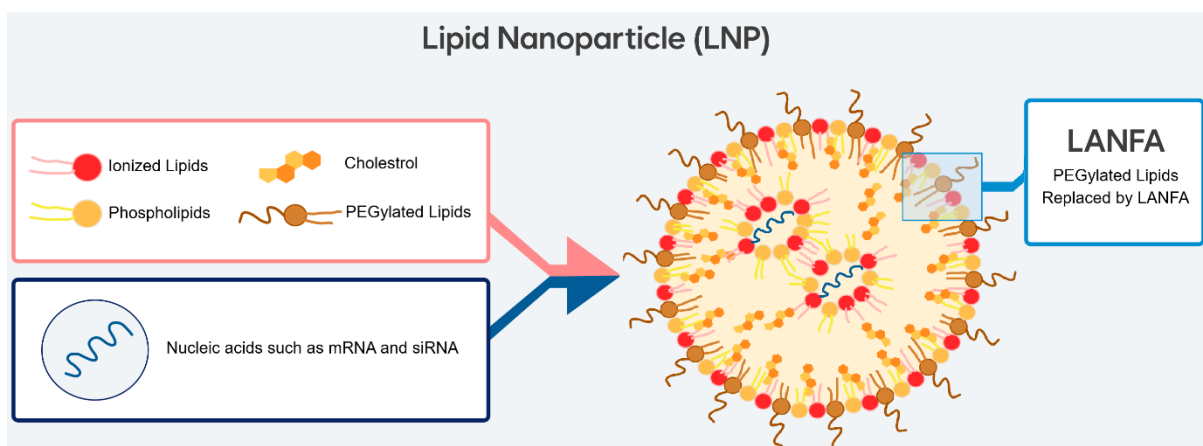 Lipid Nanoparticle (LNP)
Ionized Lipids
Cholestrol
Phospholipids
PEGylated Lipids
Nucleic acids such as mRNA and siRNA
LANFA
PEGylated Lipids
Replaced by LANFA